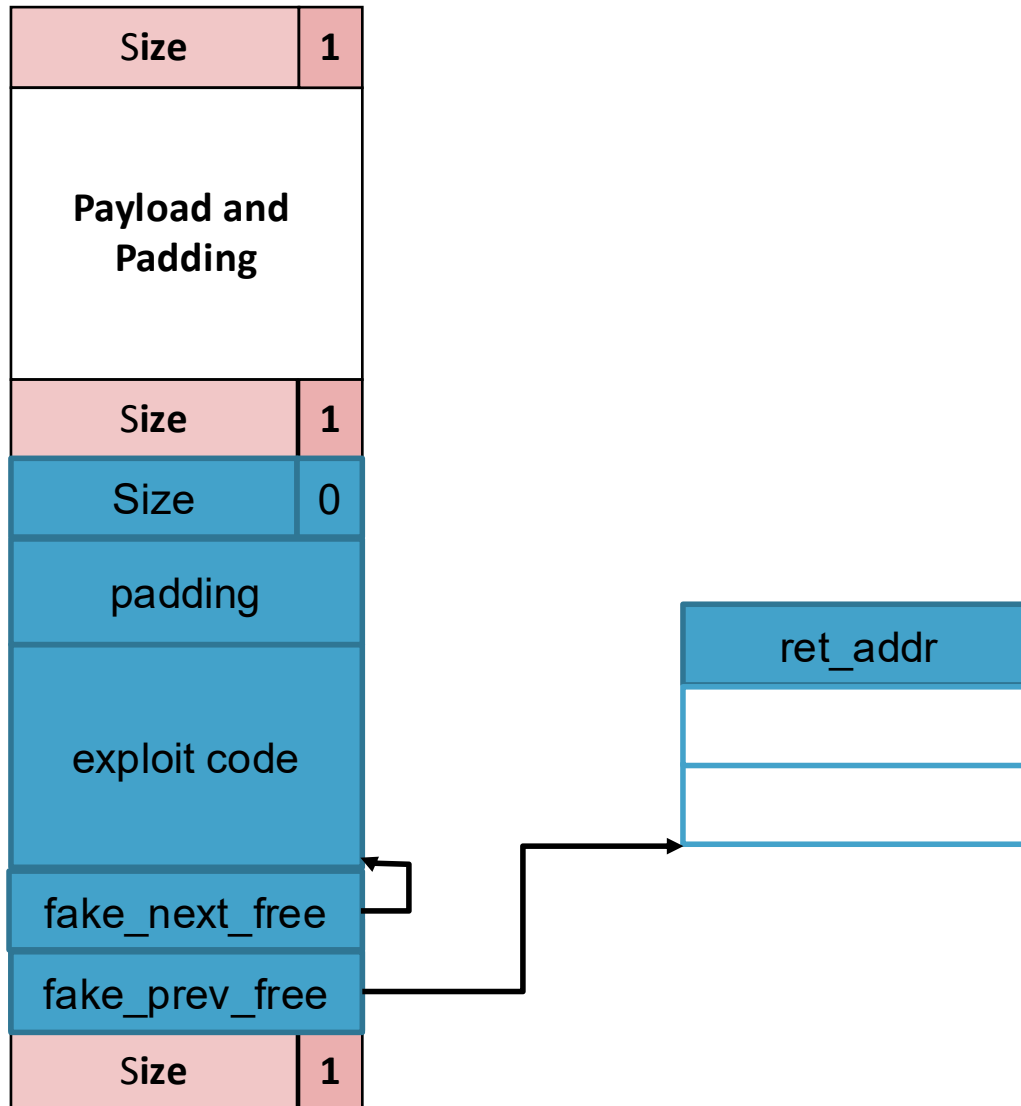 Size 1
Payload and
Padding
Size 1
Size 0
padding
ret_addr
exploit code
fake_next_free
fake_prev_free
Size 1